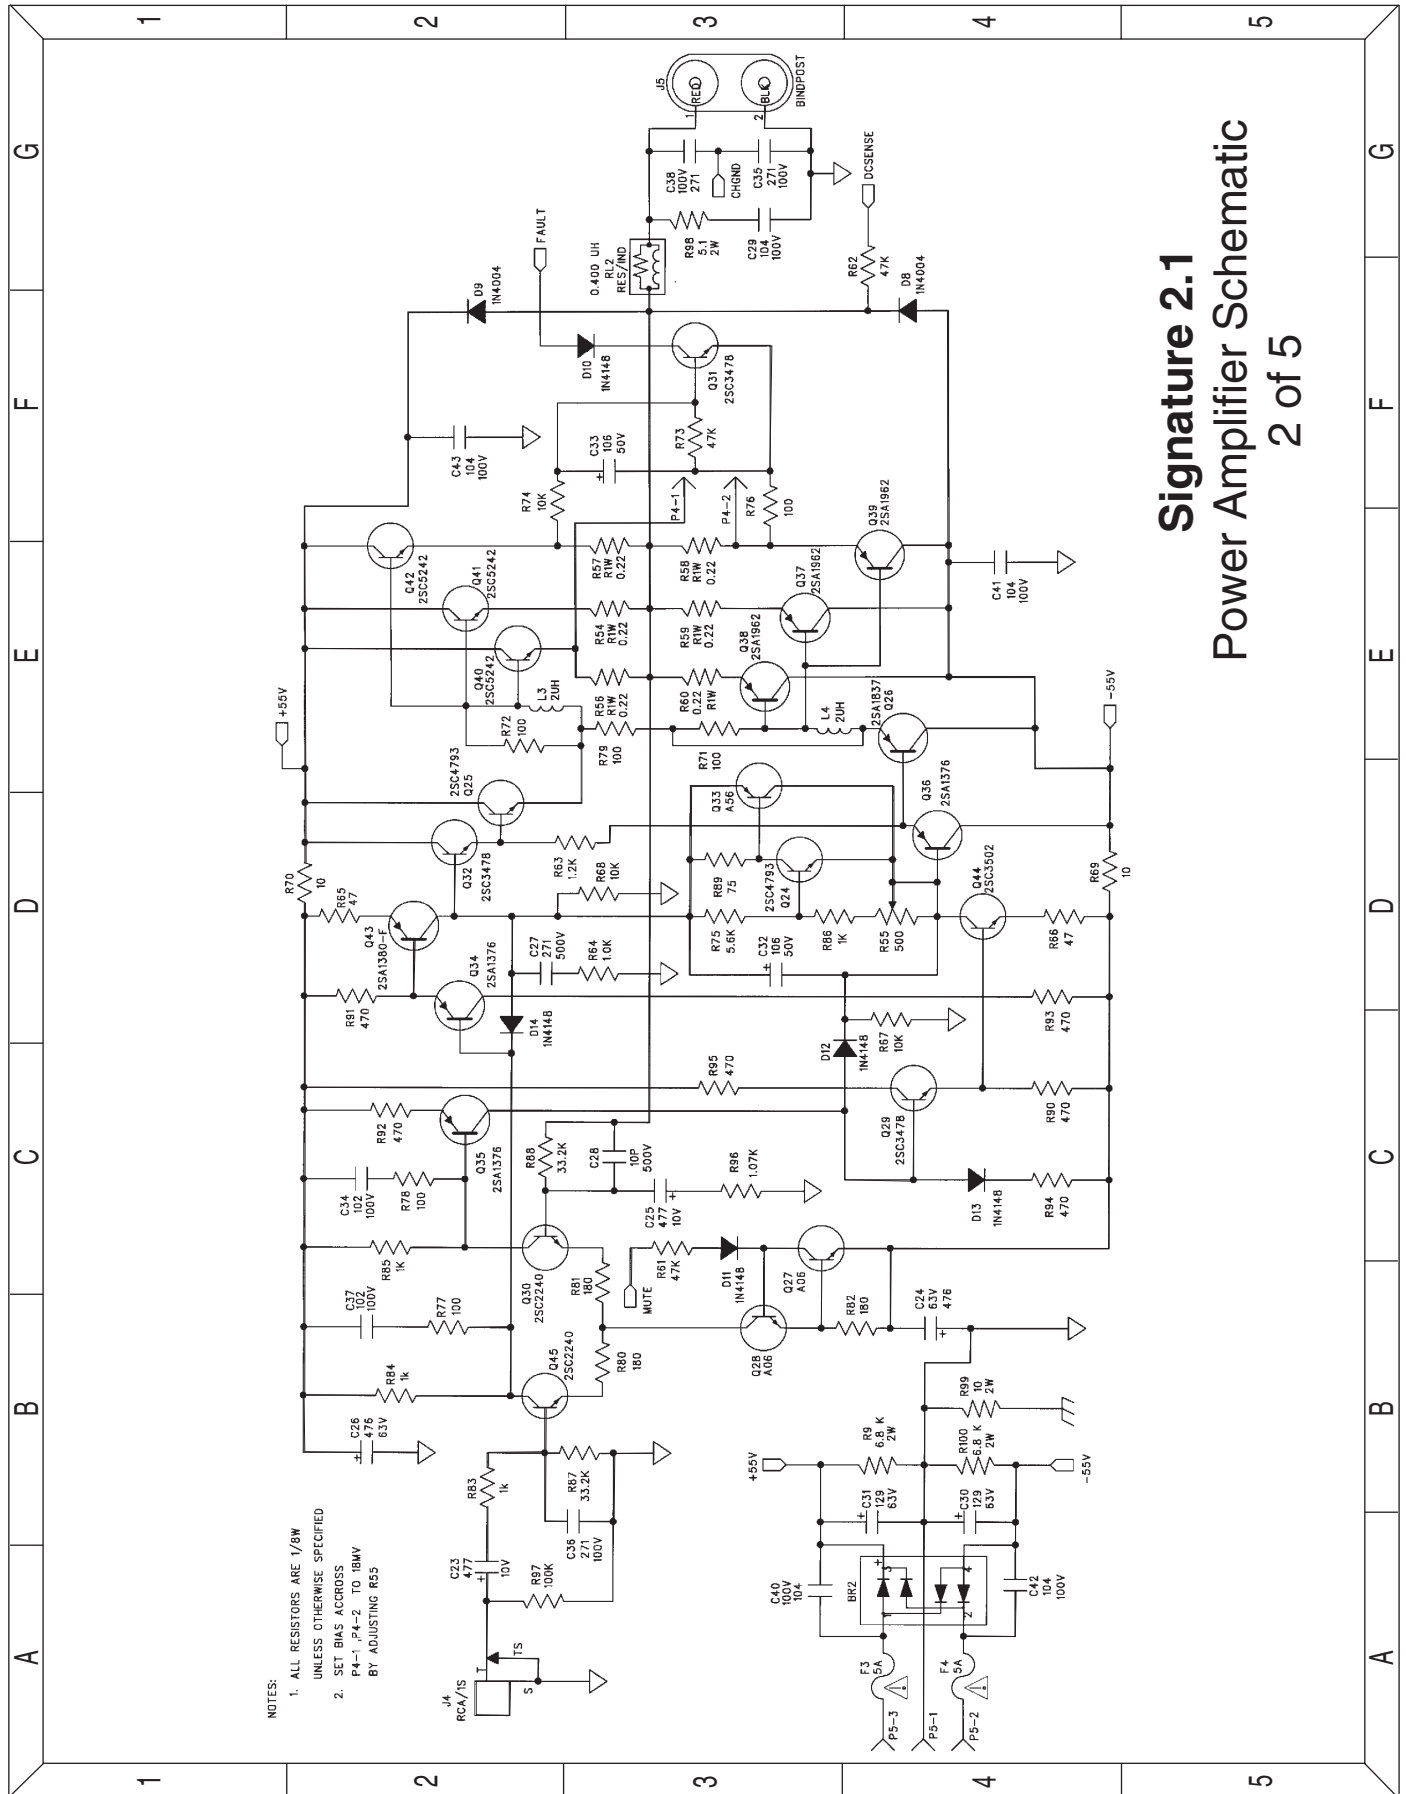 1
2
3
4
5
G
F
E
D
C
B
A
G
F
E
D
C
B
A
1
2
3
4
5
Signature 2.1
Power Amplifier Schematic
2 of 5
NOTES:
1. ALL RESISTORS ARE 1/8W
UNLESS OTHERWISE SPECIFIED
2. SET BIAS ACCROSS
P4-1 ,P4-2 TO 18MV
BY ADJUSTING R55
J4
RCA/1S
T
TS
S
C23
477
10V
R97
100K
R83
1k
C36
271
100V
R87
33.2K
C26
476
63V
R84
1k
Q45
2SC2240
R80
180
C37
102
100V
R77
100
R85
1K
Q30
2SC2240
R81
180
C34
102
100V
R78
100
R92
470
Q35
2SA1376
R88
33.2K
C28
10P
500V
C25
477
10V
R96
1.07K
MUTE
R61
47K
D11
1N4148
Q28
A06
Q27
A06
R82
180
C24
63V
476
D13
1N4148
R94
470
Q29
2SC3478
R90
470
R95
470
D12
1N4148
R67
10K
R93
470
R91
470
Q34
2SA1376
D14
1N4148
Q43
2SA1380-F
R65
47
R70
10
C27
271
500V
R64
1.0K
R68
10K
R63
1.2K
Q32
2SC3478
Q25
2SC4793
+55V
R72
100
L3
2UH
R79
100
R71
100
L4
2UH
2SA1837
Q26
Q33
A56
R89
75
2SC4793
Q24
R75
5.6K
R86
1K
R55
500
C32
106
50V
Q36
2SA1376
Q44
2SC3502
R66
47
R69
10
-55V
Q40
2SC5242
Q41
2SC5242
Q42
2SC5242
R56
R1W
0.22
R54
R1W
0.22
R57
R1W
0.22
R60
0.22
R1W
R59
R1W
0.22
R58
R1W
0.22
Q38
2SA1962
Q37
2SA1962
Q39
2SA1962
C41
104
100V
P4-1
P4-2
R76
100
R74
10K
C33
106
50V
R73
47K
Q31
2SC3478
D10
1N4148
FAULT
C43
104
100V
D9
1N4004
0.400 UH
RL2
RES/IND
R98
5.1
2W
C29
104
100V
C38
100V
271
CHGND
C35
271
100V
J5
RED
BLK
1
2
BINDPOST
DCSENSE
R62
47K
D8
1N4004
+55V
-55V
R9
6.8 K
2W
R100
6.8 K
2W
R99
10
2W
C31
129
63V
C30
129
63V
C40
100V
104
C42
104
100V
BR2
1
3
2
4
F3
5A
F4
5A
P5-3
P5-1
P5-2